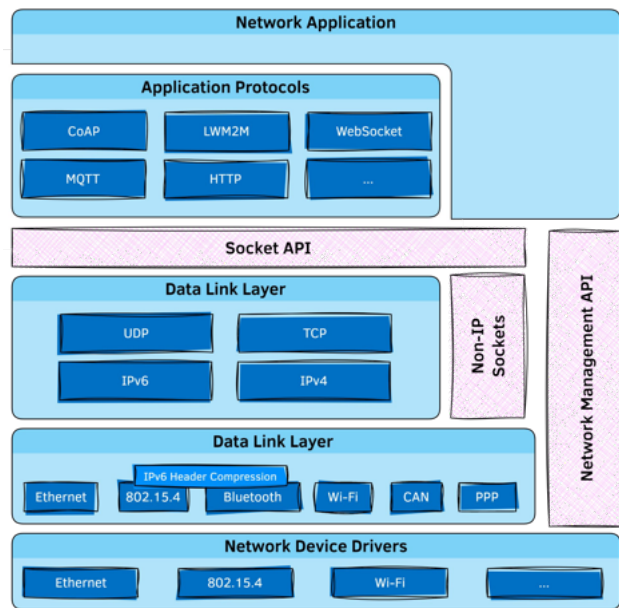 Network Application
Application Protocols
CoAP
LWM2M
WebSocket
MQTT
HTTP
...
Socket API
Data Link Layer
UDP
TCP
IPv6
IPv4
Non-IP
Sockets
Network Management API
Data Link Layer
IPv6 Header Compression
Ethernet
802.15.4
Bluetooth
Wi-Fi
CAN
PPP
Network Device Drivers
Ethernet
802.15.4
Wi-Fi
...